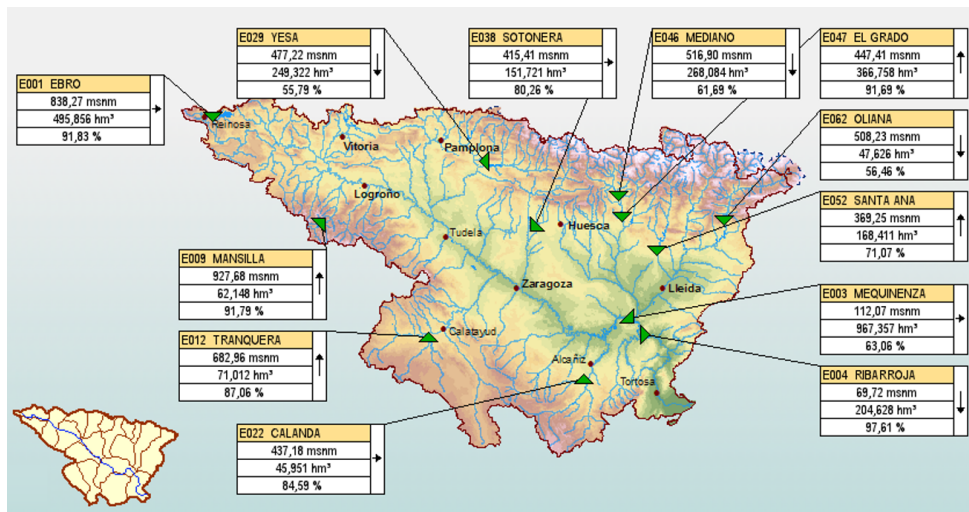 E029 YESA
477,22 msnm
249,322 hm³
55,79 %
E038 SOTONERA
415,41 msnm
151,721 hm³
80,26 %
E046 MEDIANO
516,90 msnm
268,084 hm³
61,69 %
E047 EL GRADO
447,41 msnm
366,758 hm³
91,69 %
E001 EBRO
838,27 msnm
495,856 hm³
91,83 %
E062 OLIANA
508,23 msnm
47,626 hm³
56,46 %
E052 SANTA ANA
369,25 msnm
168,411 hm³
71,07 %
E009 MANSILLA
927,68 msnm
62,148 hm³
91,79 %
E003 MEQUINENZA
112,07 msnm
967,357 hm³
63,06 %
E012 TRANQUERA
682,96 msnm
71,012 hm³
87,06 %
E004 RIBARROJA
69,72 msnm
204,628 hm³
97,61 %
E022 CALANDA
437,18 msnm
45,951 hm³
84,59 %
Reinosa
Vitoria
Pamplona
Logroño
Tudela
Huesca
Zaragoza
Lleida
Calatayud
Alcañiz
Tortosa